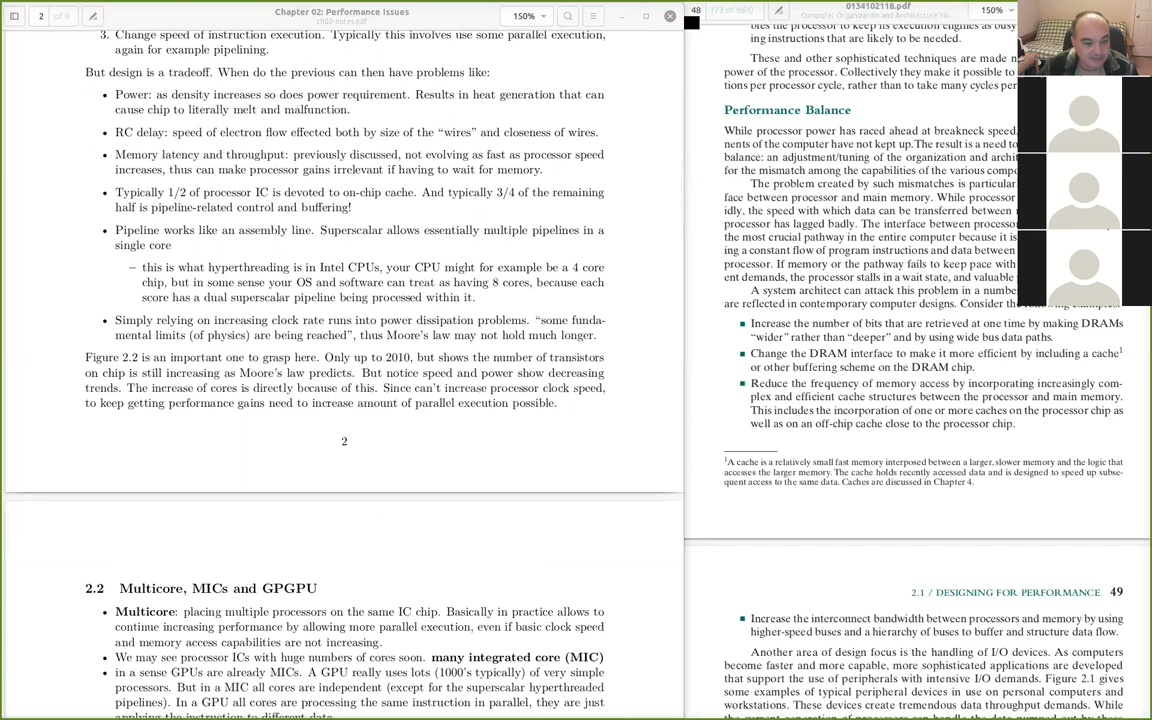 Chapter 02: Performance Issues
ch02-notes.pdf
2 of 8
150%
3. Change speed of instruction execution. Typically this involves use some parallel execution,
again for example pipelining.
But design is a tradeoff. When do the previous can then have problems like:
• Power: as density increases so does power requirement. Results in heat generation that can
cause chip to literally melt and malfunction.
• RC delay: speed of electron flow effected both by size of the “wires” and closeness of wires.
• Memory latency and throughput: previously discussed, not evolving as fast as processor speed
increases, thus can make processor gains irrelevant if having to wait for memory.
• Typically 1/2 of processor IC is devoted to on-chip cache. And typically 3/4 of the remaining
half is pipeline-related control and buffering!
• Pipeline works like an assembly line. Superscalar allows essentially multiple pipelines in a
single core
– this is what hyperthreading is in Intel CPUs, your CPU might for example be a 4 core
chip, but in some sense your OS and software can treat as having 8 cores, because each
score has a dual superscalar pipeline being processed within it.
• Simply relying on increasing clock rate runs into power dissipation problems. “some funda-
mental limits (of physics) are being reached”, thus Moore’s law may not hold much longer.
Figure 2.2 is an important one to grasp here. Only up to 2010, but shows the number of transistors
on chip is still increasing as Moore’s law predicts. But notice speed and power show decreasing
trends. The increase of cores is directly because of this. Since can’t increase processor clock speed,
to keep getting performance gains need to increase amount of parallel execution possible.
2
2.2 Multicore, MICs and GPGPU
• Multicore: placing multiple processors on the same IC chip. Basically in practice allows to
continue increasing performance by allowing more parallel execution, even if basic clock speed
and memory access capabilities are not increasing.
• We may see processor ICs with huge numbers of cores soon. many integrated core (MIC)
• in a sense GPUs are already MICs. A GPU really uses lots (1000’s typically) of very simple
processors. But in a MIC all cores are independent (except for the superscalar hyperthreaded
pipelines). In a GPU all cores are processing the same instruction in parallel, they are just
applying the instruction to different data
0134102118.pdf
Computer Organization and Architecture 10...
48 (73 of 864)
150%
bles the processor to keep its execution engines as busy
ing instructions that are likely to be needed.
These and other sophisticated techniques are made n
power of the processor. Collectively they make it possible to
tions per processor cycle, rather than to take many cycles per
Performance Balance
While processor power has raced ahead at breakneck speed,
nents of the computer have not kept up. The result is a need to
balance: an adjustment/tuning of the organization and archit
for the mismatch among the capabilities of the various compo
The problem created by such mismatches is particular
face between processor and main memory. While processor
idly, the speed with which data can be transferred between
processor has lagged badly. The interface between processor
the most crucial pathway in the entire computer because it is
ing a constant flow of program instructions and data between
processor. If memory or the pathway fails to keep pace with
ent demands, the processor stalls in a wait state, and valuable
A system architect can attack this problem in a numbe
are reflected in contemporary computer designs. Consider the
■ Increase the number of bits that are retrieved at one time by making DRAMs
“wider” rather than “deeper” and by using wide bus data paths.
■ Change the DRAM interface to make it more efficient by including a cache1
or other buffering scheme on the DRAM chip.
■ Reduce the frequency of memory access by incorporating increasingly com-
plex and efficient cache structures between the processor and main memory.
This includes the incorporation of one or more caches on the processor chip as
well as on an off-chip cache close to the processor chip.
1A cache is a relatively small fast memory interposed between a larger, slower memory and the logic that
accesses the larger memory. The cache holds recently accessed data and is designed to speed up subse-
quent access to the same data. Caches are discussed in Chapter 4.
2.1 / DESIGNING FOR PERFORMANCE 49
■ Increase the interconnect bandwidth between processors and memory by using
higher-speed buses and a hierarchy of buses to buffer and structure data flow.
Another area of design focus is the handling of I/O devices. As computers
become faster and more capable, more sophisticated applications are developed
that support the use of peripherals with intensive I/O demands. Figure 2.1 gives
some examples of typical peripheral devices in use on personal computers and
workstations. These devices create tremendous data throughput demands. While
the current generation of processors can handle the data pumped out by these